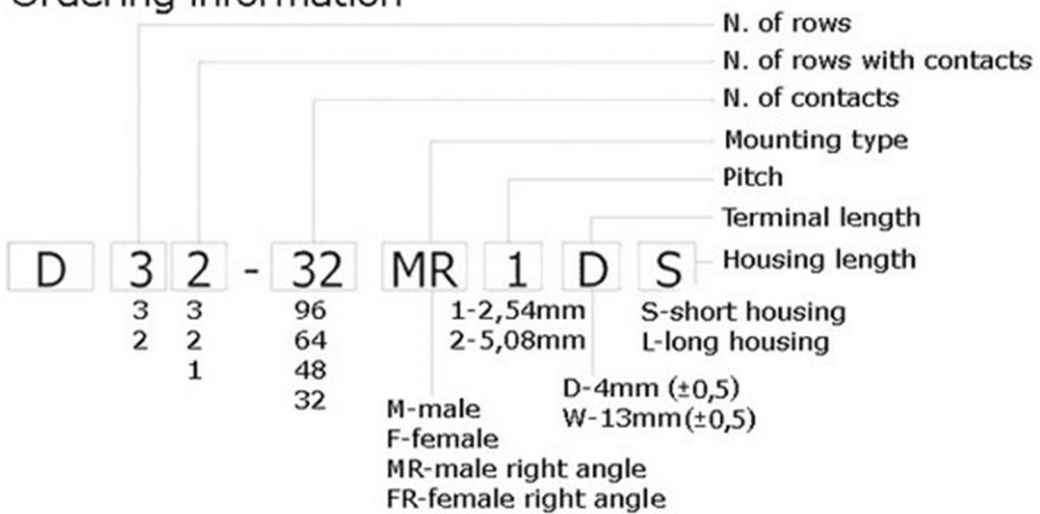 Ordering information
N. of rows
N. of rows with contacts
N. of contacts
Mounting type
Pitch
Terminal length
Housing length
D 3 2 - 32 MR 1 D S
3 3 96 1-2,54mm S-short housing
2 2 64 2-5,08mm L-long housing
1 48
D-4mm (±0,5)
32
W-13mm(±0,5)
M-male
F-female
MR-male right angle
FR-female right angle